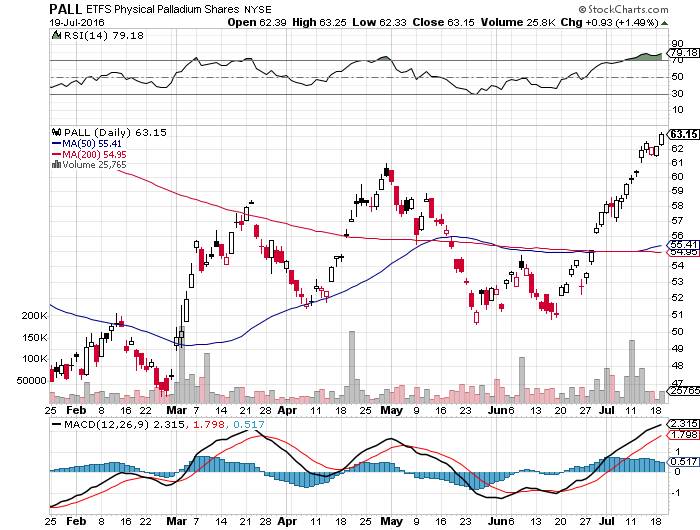 PALL ETFS Physical Palladium Shares NYSE © StockCharts.com
19-Jul-2016 Open 62.39 High 63.25 Low 62.33 Close 63.15 Volume 25.8K Chg +0.93 (+1.49%)
RSI(14) 79.18
90
79.18
70
50
30
10
PALL (Daily) 63.15
MA(50) 55.41
MA(200) 54.95
Volume 25,765
63.15
62
61
60
59
58
57
56
55.41
54.95
54
53
52
51
50
49
48
47
200K
150K
100K
50000
25765
25 Feb 8 16 22 Mar 7 14 21 28 Apr 11 18 25 May 9 16 23 Jun 6 13 20 27 Jul 11 18
MACD(12,26,9) 2.315, 1.798, 0.517
2.315
1.798
1
0.517
0
-1
25 Feb 8 16 22 Mar 7 14 21 28 Apr 11 18 25 May 9 16 23 Jun 6 13 20 27 Jul 11 18